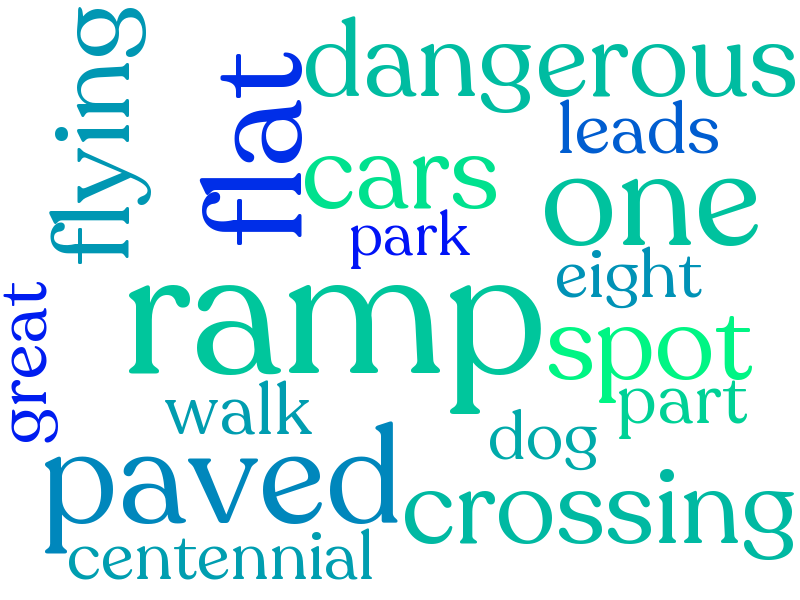 flying
flat
dangerous
leads
cars
one
park
eight
ramp
great
spot
part
walk
dog
paved
crossing
centennial